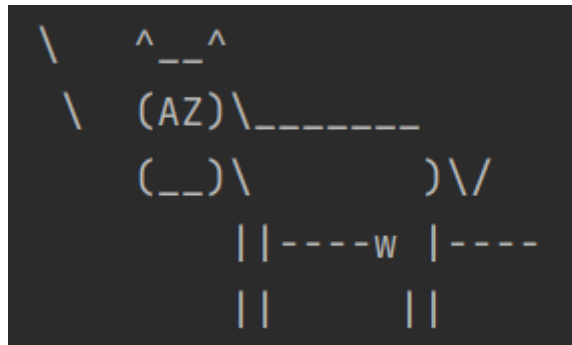 \   ^__^
 \  (AZ)\_______
    (__)\       )\/
        ||----w |----
        ||     ||